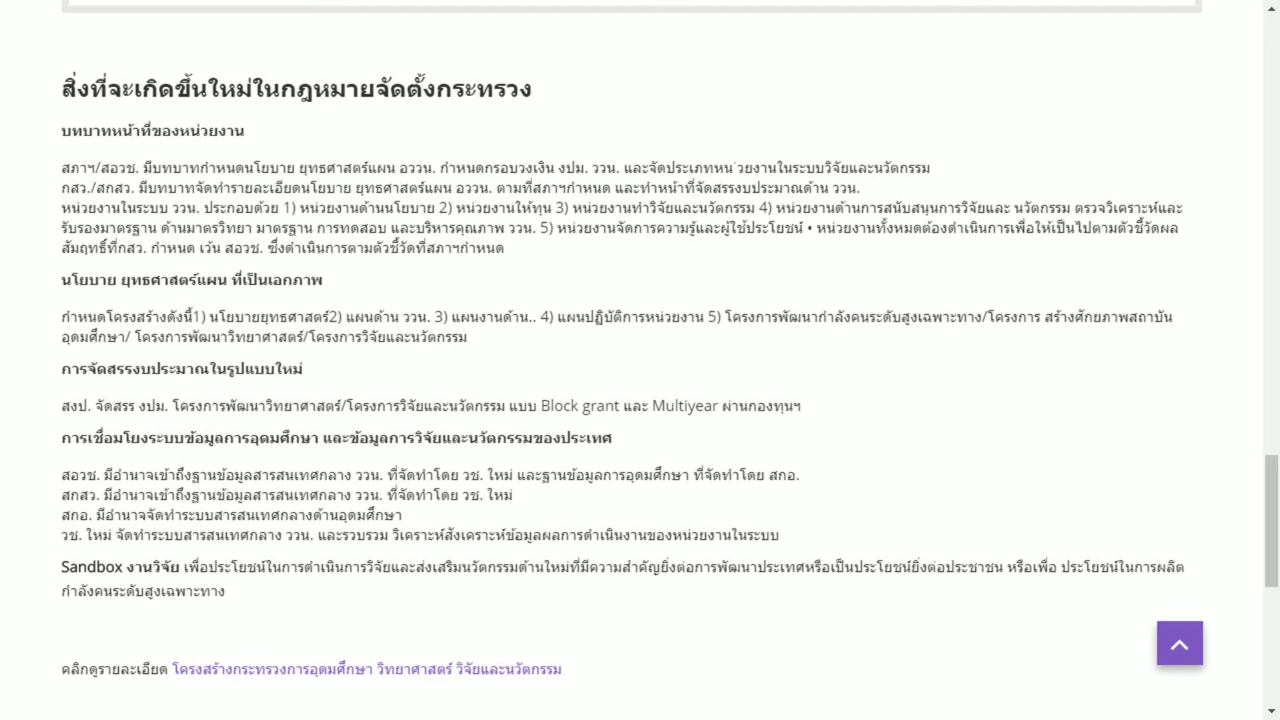 สิ่งที่จะเกิดขึ้นใหม่ในกฎหมายจัดตั้งกระทรวง
บทบาทหน้าที่ของหน่วยงาน
สภาฯ/สอวช. มีบทบาทกำหนดนโยบาย ยุทธศาสตร์แผน อววน. กำหนดกรอบวงเงิน งปม. ววน. และจัดประเภทหน ่วยงานในระบบวิจัยและนวัตกรรม
กสว./สกสว. มีบทบาทจัดทำรายละเอียดนโยบาย ยุทธศาสตร์แผน อววน. ตามที่สภาฯกำหนด และทำหน้าที่จัดสรรงบประมาณด้าน ววน.
หน่วยงานในระบบ ววน. ประกอบด้วย 1) หน่วยงานด้านนโยบาย 2) หน่วยงานให้ทุน 3) หน่วยงานทำวิจัยและนวัตกรรม 4) หน่วยงานด้านการสนับสนุนการวิจัยและ นวัตกรรม ตรวจวิเคราะห์และ
รับรองมาตรฐาน ด้านมาตรวิทยา มาตรฐาน การทดสอบ และบริหารคุณภาพ ววน. 5) หน่วยงานจัดการความรู้และผู้ใช้ประโยชน์ • หน่วยงานทั้งหมดต้องดำเนินการเพื่อให้เป็นไปตามตัวชี้วัดผล
สัมฤทธิ์ที่กสว. กำหนด เว้น สอวช. ซึ่งดำเนินการตามตัวชี้วัดที่สภาฯกำหนด
นโยบาย ยุทธศาสตร์แผน ที่เป็นเอกภาพ
กำหนดโครงสร้างดังนี้1) นโยบายยุทธศาสตร์2) แผนด้าน ววน. 3) แผนงานด้าน.. 4) แผนปฏิบัติการหน่วยงาน 5) โครงการพัฒนากำลังคนระดับสูงเฉพาะทาง/โครงการ สร้างศักยภาพสถาบัน
อุดมศึกษา/ โครงการพัฒนาวิทยาศาสตร์/โครงการวิจัยและนวัตกรรม
การจัดสรรงบประมาณในรูปแบบใหม่
สงป. จัดสรร งปม. โครงการพัฒนาวิทยาศาสตร์/โครงการวิจัยและนวัตกรรม แบบ Block grant และ Multiyear ผ่านกองทุนฯ
การเชื่อมโยงระบบข้อมูลการอุดมศึกษา และข้อมูลการวิจัยและนวัตกรรมของประเทศ
สอวช. มีอำนาจเข้าถึงฐานข้อมูลสารสนเทศกลาง ววน. ที่จัดทำโดย วช. ใหม่ และฐานข้อมูลการอุดมศึกษา ที่จัดทำโดย สกอ.
สกสว. มีอำนาจเข้าถึงฐานข้อมูลสารสนเทศกลาง ววน. ที่จัดทำโดย วช. ใหม่
สกอ. มีอำนาจจัดทำระบบสารสนเทศกลางด้านอุดมศึกษา
วช. ใหม่ จัดทำระบบสารสนเทศกลาง ววน. และรวบรวม วิเคราะห์สังเคราะห์ข้อมูลผลการดำเนินงานของหน่วยงานในระบบ
Sandbox งานวิจัย เพื่อประโยชน์ในการดำเนินการวิจัยและส่งเสริมนวัตกรรมด้านใหม่ที่มีความสำคัญยิ่งต่อการพัฒนาประเทศหรือเป็นประโยชน์ยิ่งต่อประชาชน หรือเพื่อ ประโยชน์ในการผลิต
กำลังคนระดับสูงเฉพาะทาง
คลิกดูรายละเอียด โครงสร้างกระทรวงการอุดมศึกษา วิทยาศาสตร์ วิจัยและนวัตกรรม